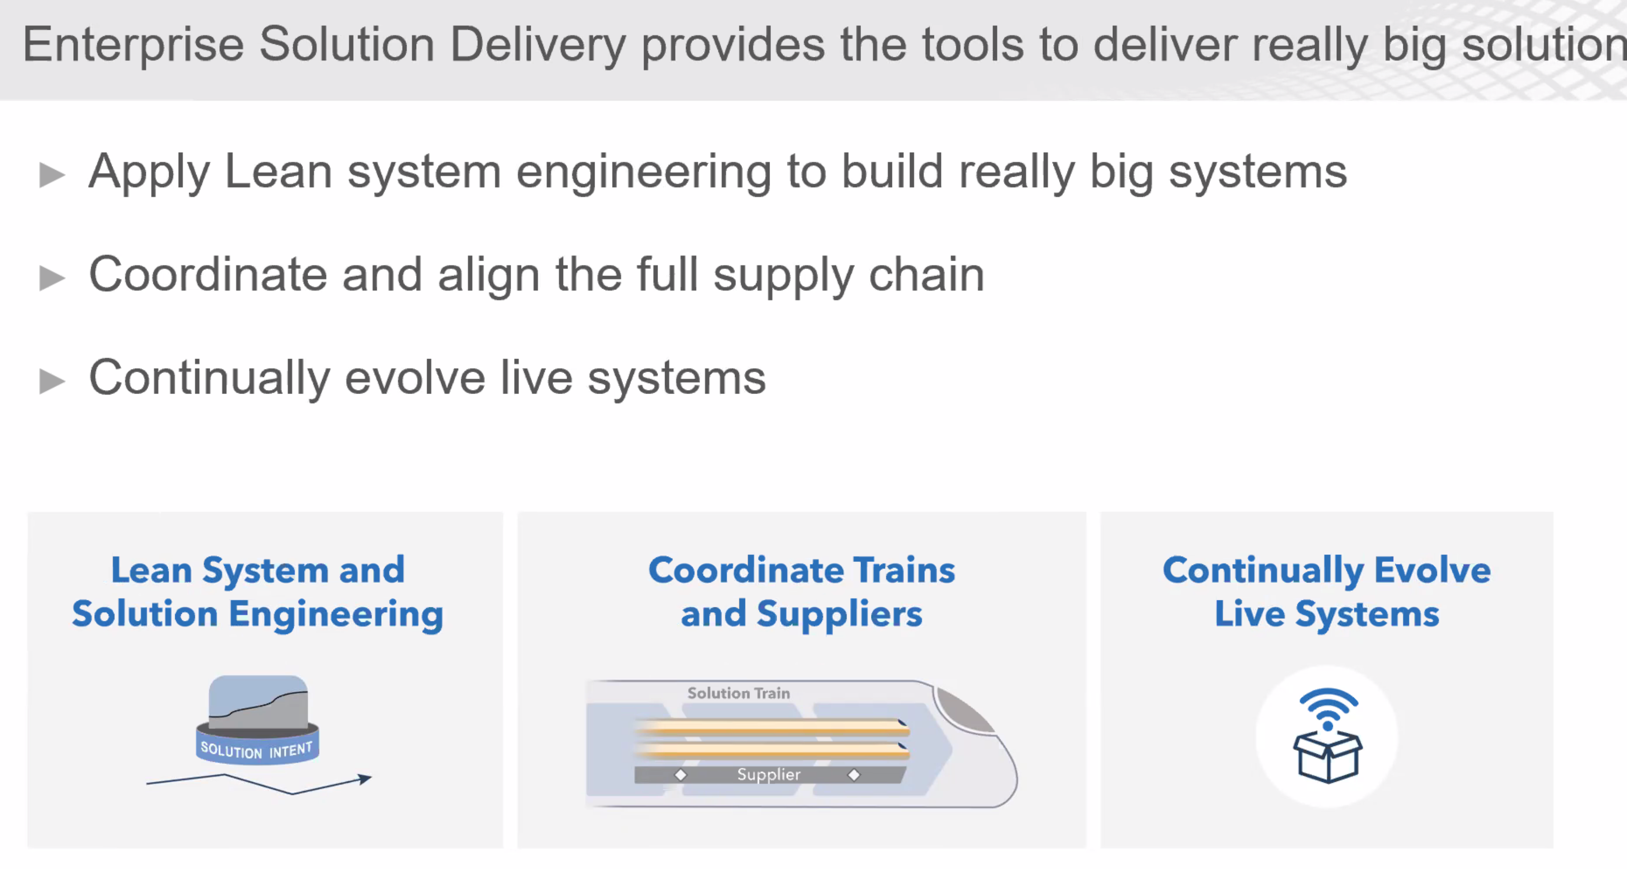 Enterprise Solution Delivery provides the tools to deliver really big solution
Apply Lean system engineering to build really big systems
Coordinate and align the full supply chain
Continually evolve live systems
Lean System and
Solution Engineering
SOLUTION INTENT
Coordinate Trains
and Suppliers
Solution Train
Supplier
Continually Evolve
Live Systems